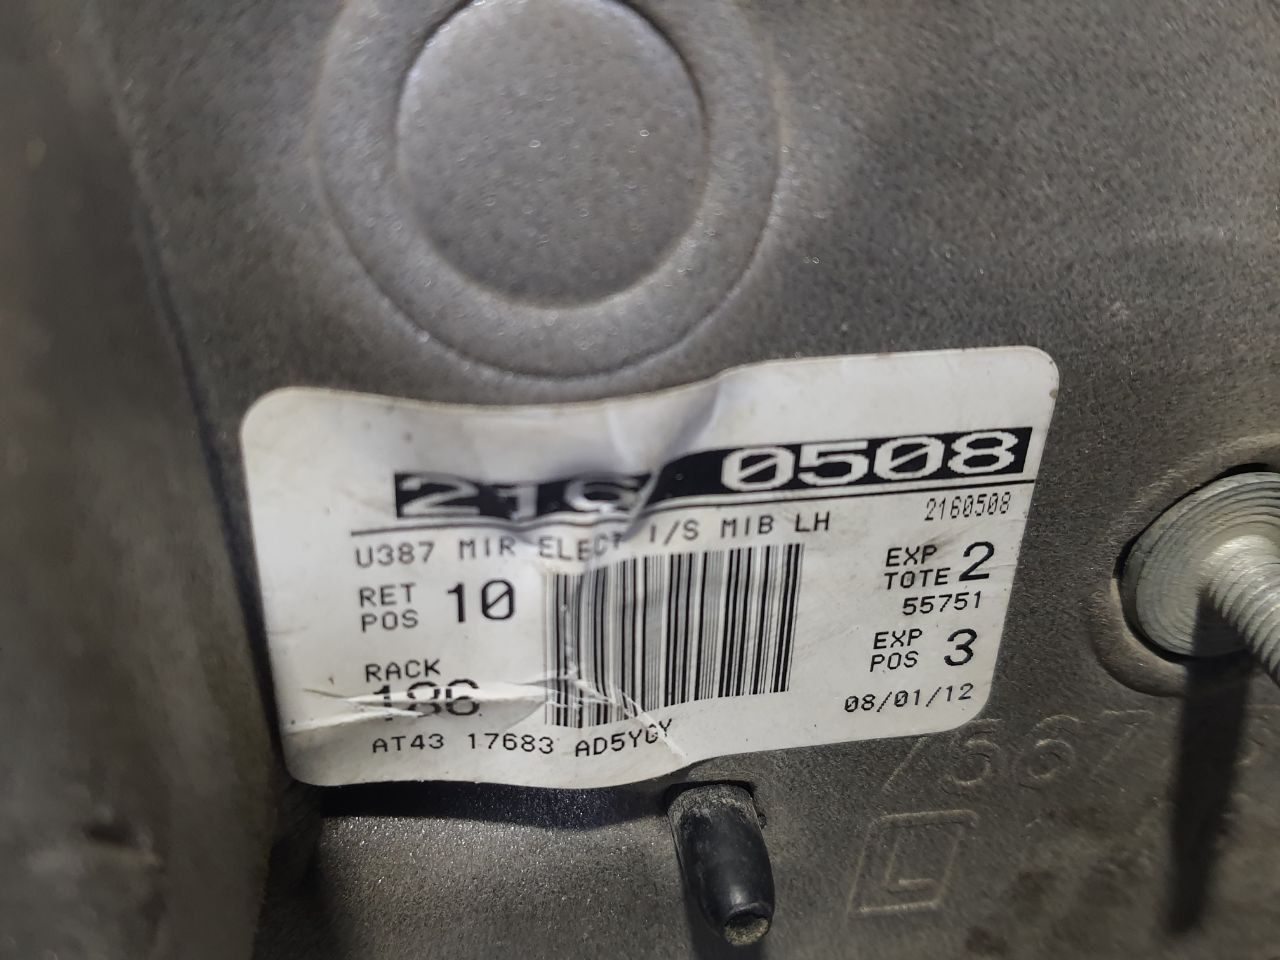 216 0508
2160508
U387 MIR ELECT I/S MIB LH
RET POS 10
EXP TOTE 2
55751
EXP POS 3
RACK 186
08/01/12
AT43 17683 AD5YGY
L